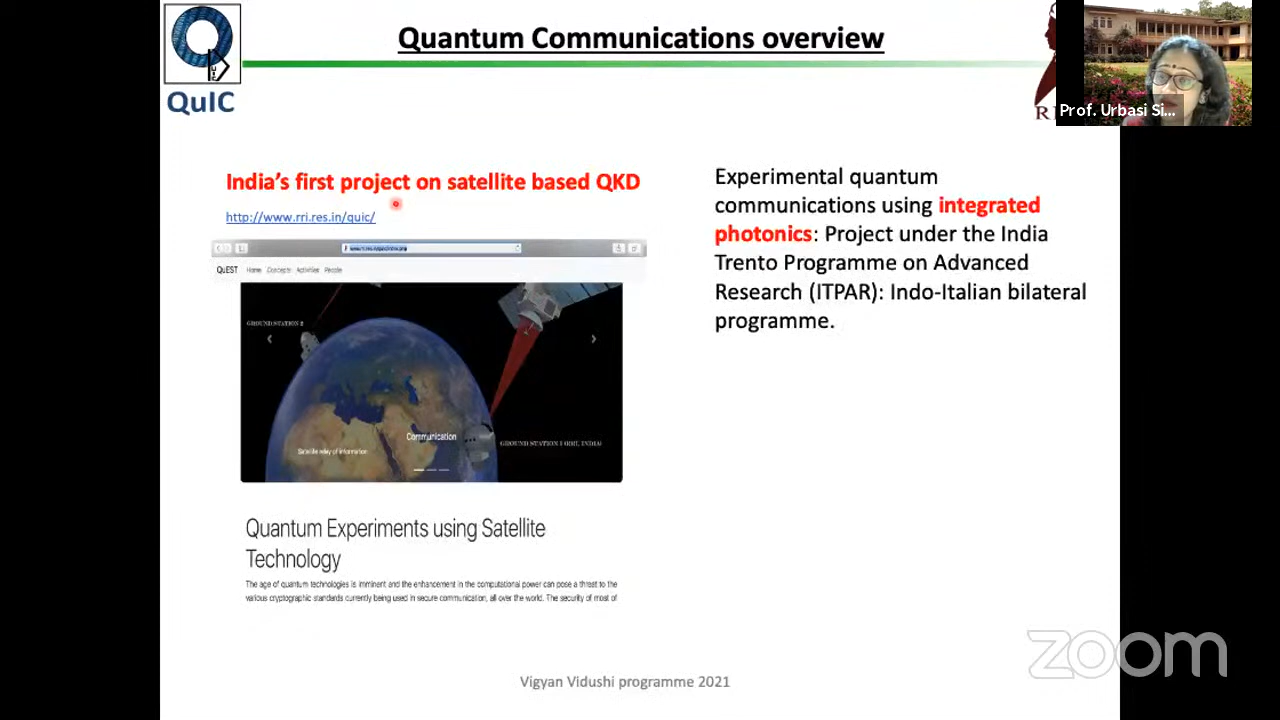 Quantum Communications overview
QuIC
Prof. Urbasi Si...
India's first project on satellite based QKD
http://www.rri.res.in/quic/
QuEST Home Concepts Activities People
GROUND STATION 2
Communication
Satellite relay of information
GROUND STATION 1 (RRI, INDIA)
Quantum Experiments using Satellite
Technology
The age of quantum technologies is imminent and the enhancement in the computational power can pose a threat to the
various cryptographic standards currently being used in secure communication, all over the world. The security of most of
Experimental quantum
communications using integrated
photonics: Project under the India
Trento Programme on Advanced
Research (ITPAR): Indo-Italian bilateral
programme.
zoom
Vigyan Vidushi programme 2021